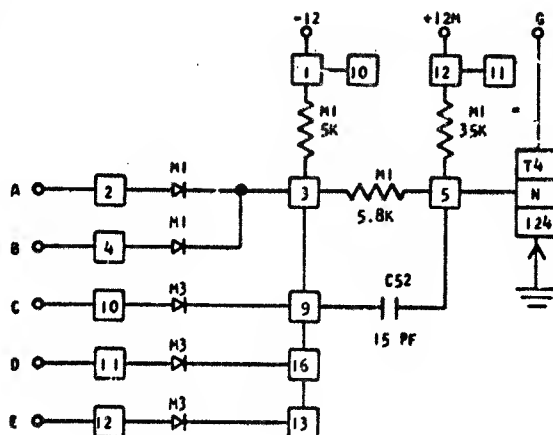 -12 +12M G
1 10 12 11
M1 M1
5K 35K
T4
A 2 M1 3 M1 5 N
5.8K
B 4 M1 124
C 10 M3 9 C52
15 PF
D 11 M3 16
E 12 M3 13